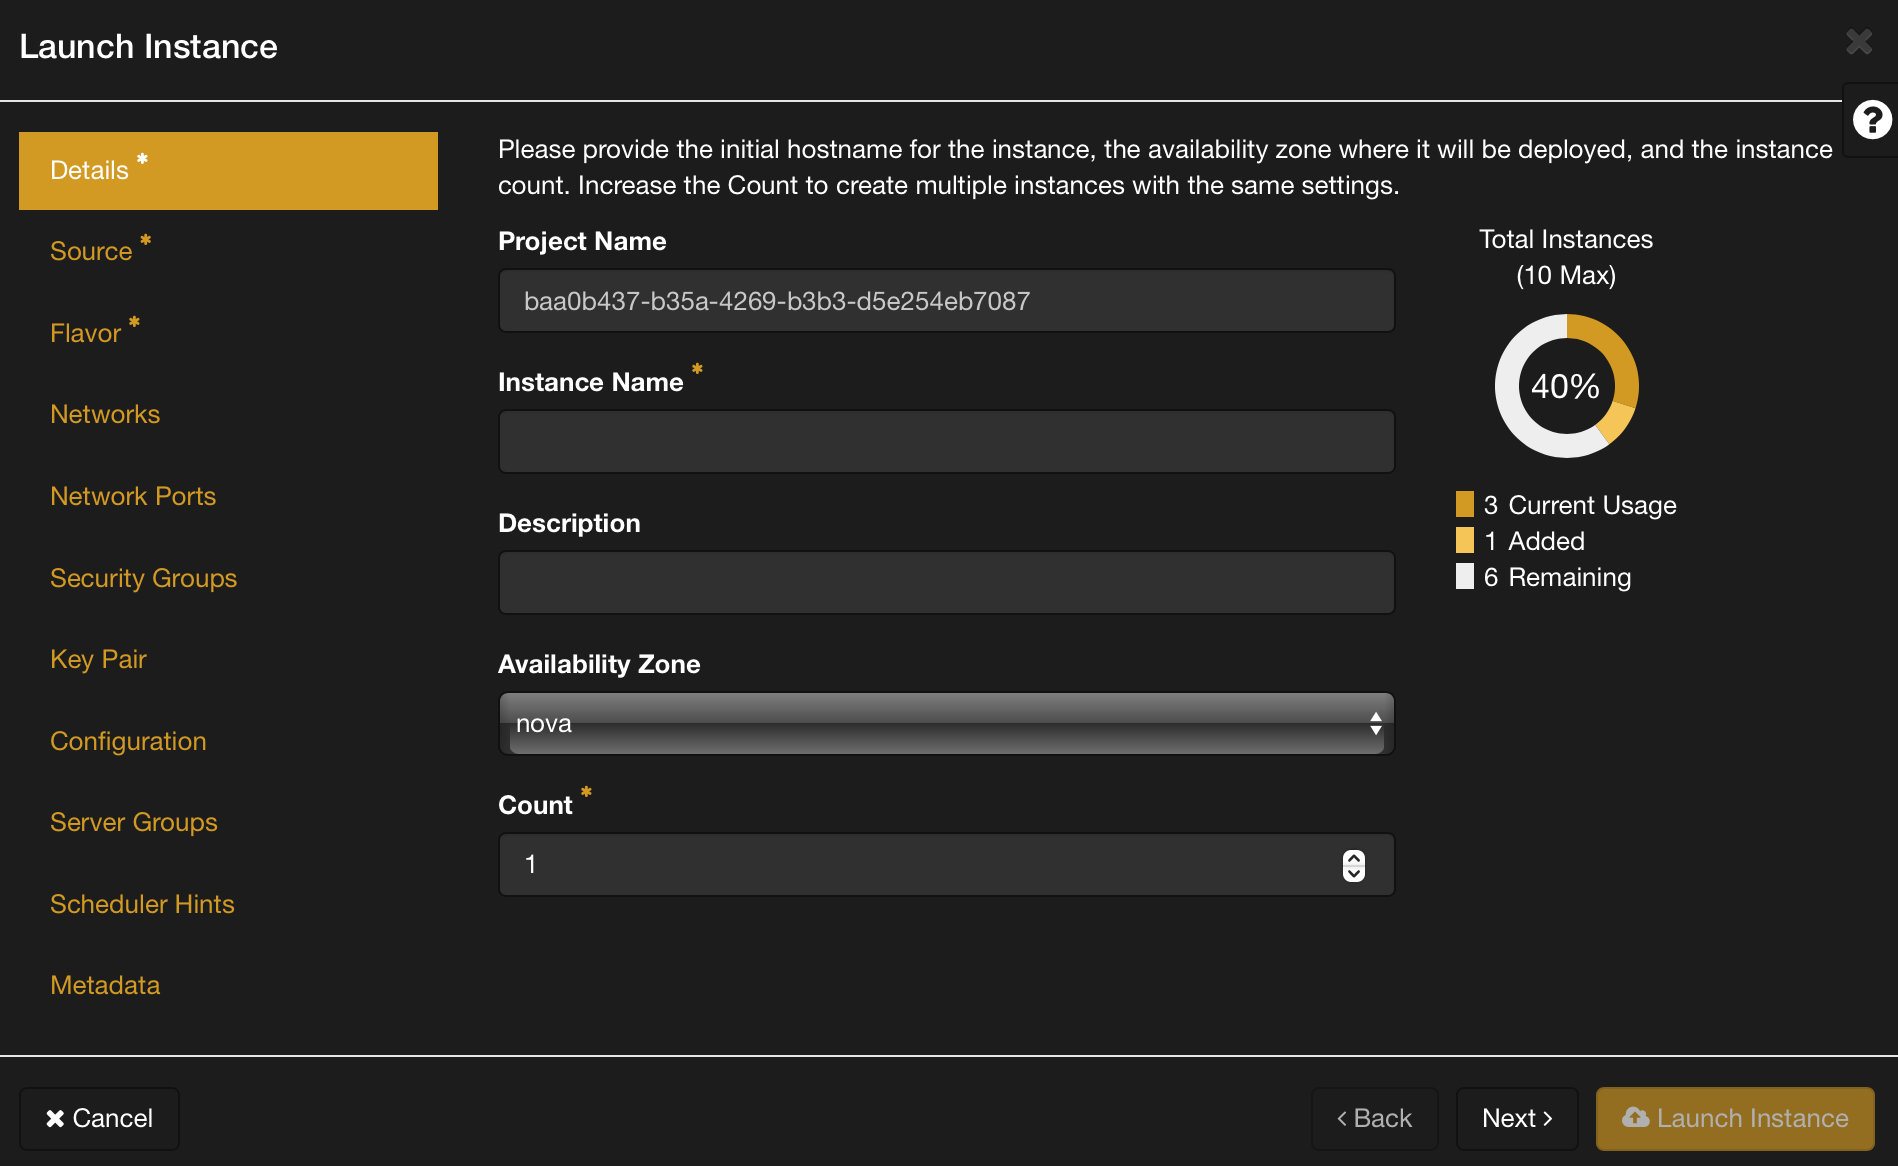 Launch Instance
Details *
Source *
Flavor *
Networks
Network Ports
Security Groups
Key Pair
Configuration
Server Groups
Scheduler Hints
Metadata
Please provide the initial hostname for the instance, the availability zone where it will be deployed, and the instance
count. Increase the Count to create multiple instances with the same settings.
Project Name
baa0b437-b35a-4269-b3b3-d5e254eb7087
Instance Name *
Description
Availability Zone
nova
Count *
1
Total Instances
(10 Max)
40%
3 Current Usage
1 Added
6 Remaining
Cancel
Back
Next
Launch Instance